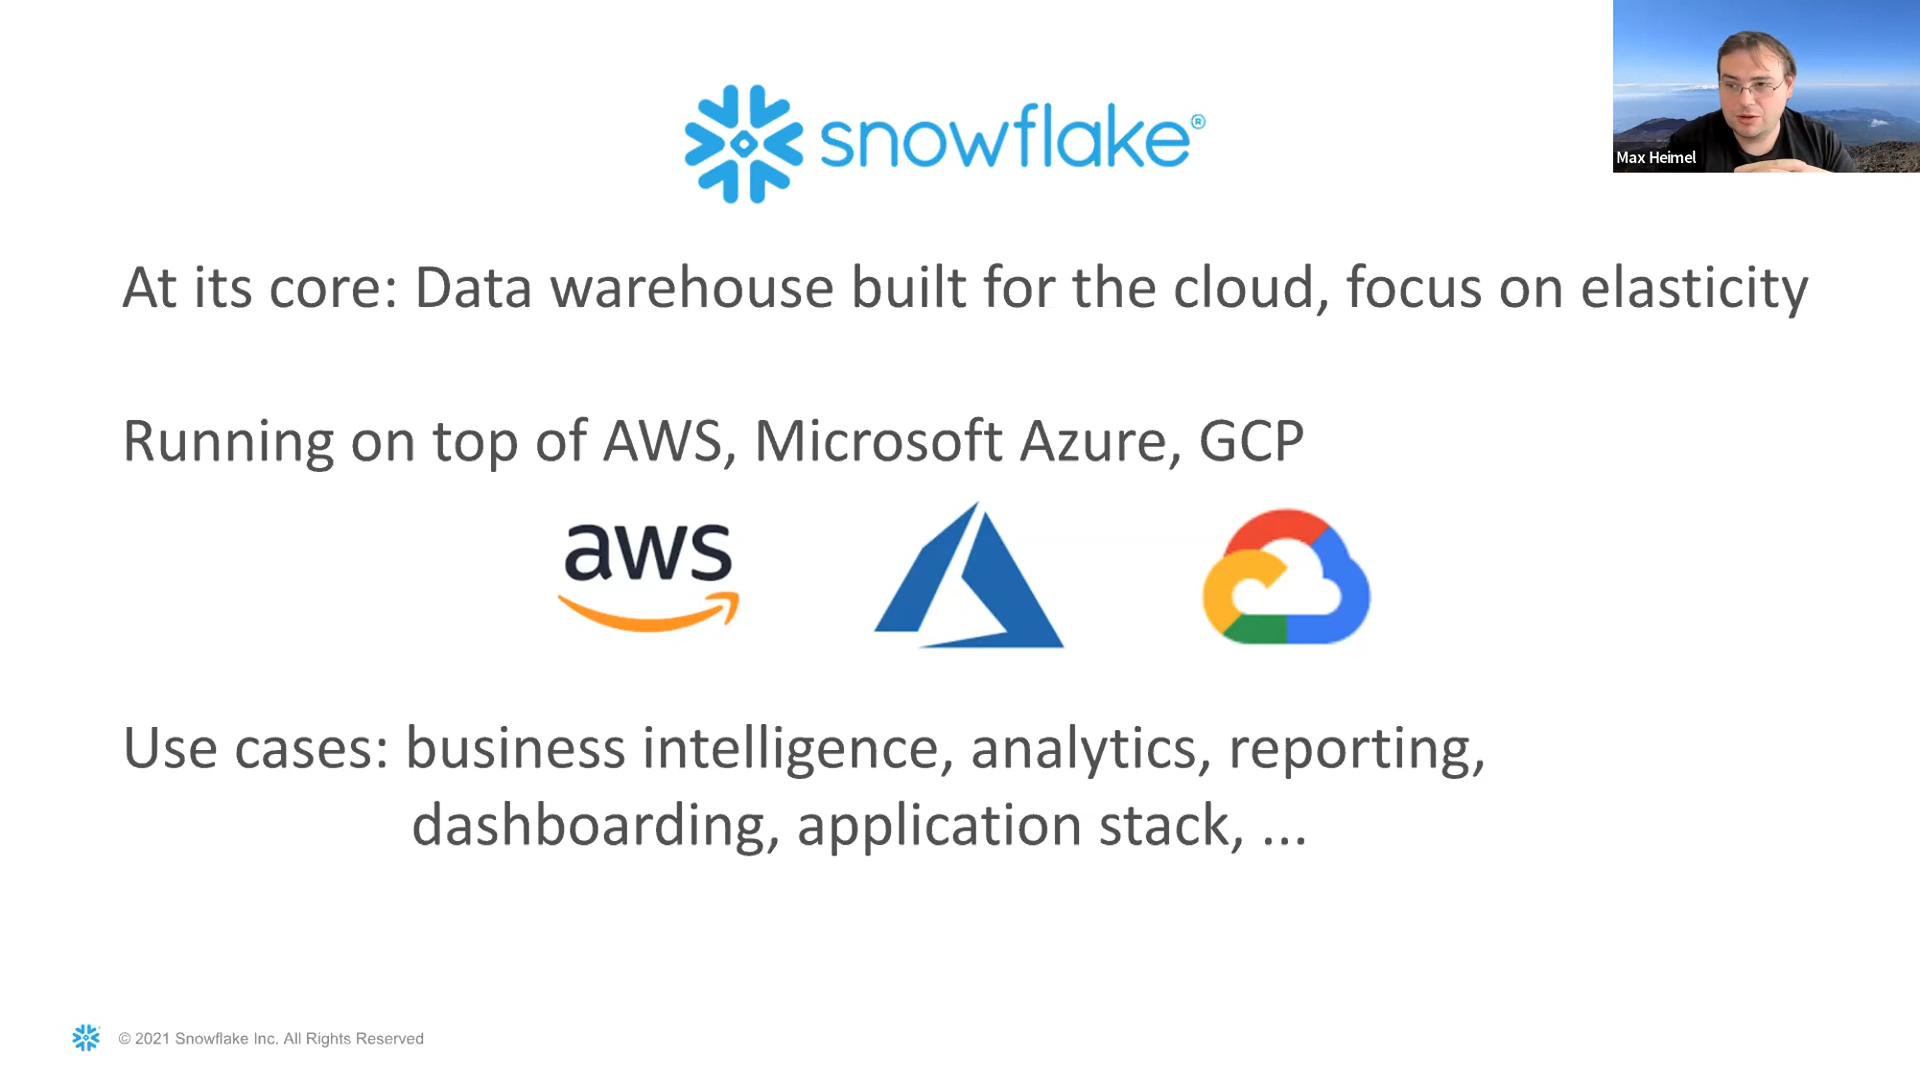 snowflake®
Max Heimel
At its core: Data warehouse built for the cloud, focus on elasticity
Running on top of AWS, Microsoft Azure, GCP
aws
Use cases: business intelligence, analytics, reporting,
dashboarding, application stack, ...
© 2021 Snowflake Inc. All Rights Reserved